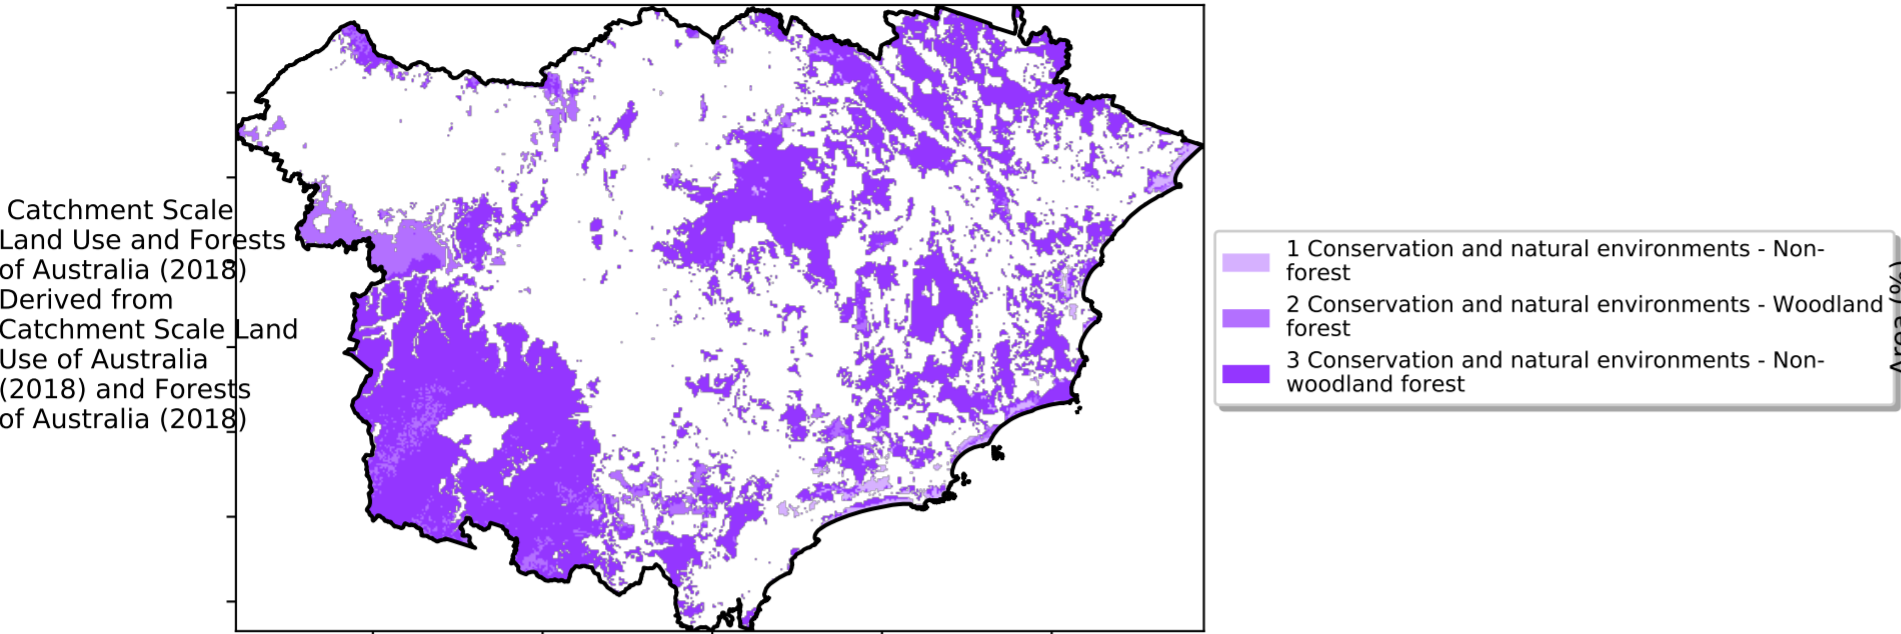 Catchment Scale
Land Use and Forests
of Australia (2018)
Derived from
Catchment Scale Land
Use of Australia
(2018) and Forests
of Australia (2018)
1 Conservation and natural environments - Non-
forest
2 Conservation and natural environments - Woodland
forest
3 Conservation and natural environments - Non-
woodland forest
(%)